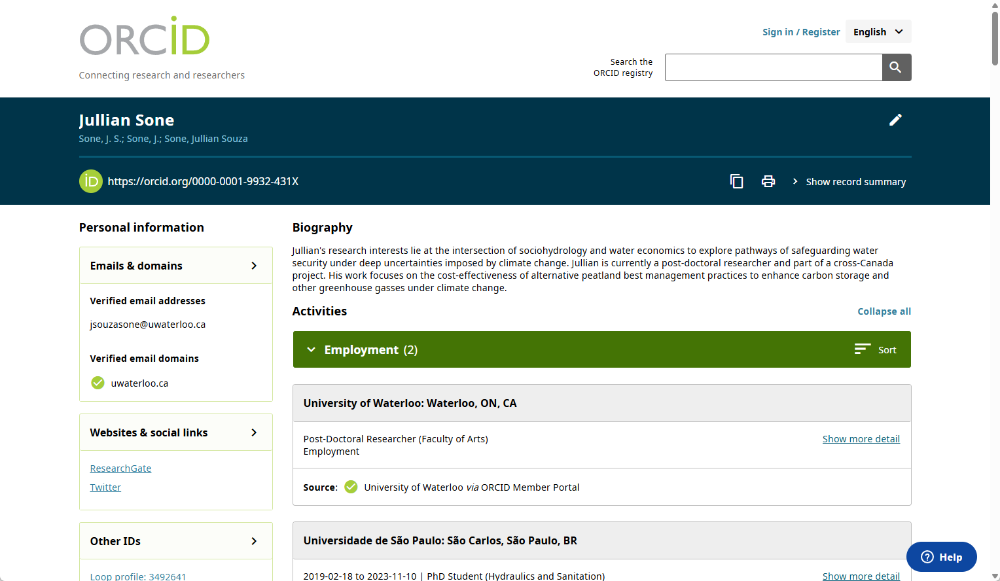 ORCiD
Connecting research and researchers
Sign in / Register
English
Search the
ORCID registry
Jullian Sone
Sone, J. S.; Sone, J.; Sone, Jullian Souza
iD https://orcid.org/0000-0001-9932-431X
Show record summary
Personal information
Emails & domains
Verified email addresses
jsouzasone@uwaterloo.ca
Verified email domains
uwaterloo.ca
Websites & social links
ResearchGate
Twitter
Other IDs
Loop profile: 3492641
Biography
Jullian's research interests lie at the intersection of sociohydrology and water economics to explore pathways of safeguarding water
security under deep uncertainties imposed by climate change. Jullian is currently a post-doctoral researcher and part of a cross-Canada
project. His work focuses on the cost-effectiveness of alternative peatland best management practices to enhance carbon storage and
other greenhouse gasses under climate change.
Activities
Collapse all
Employment (2)
Sort
University of Waterloo: Waterloo, ON, CA
Post-Doctoral Researcher (Faculty of Arts)
Show more detail
Employment
Source: University of Waterloo via ORCID Member Portal
Universidade de São Paulo: São Carlos, São Paulo, BR
2019-02-18 to 2023-11-10 | PhD Student (Hydraulics and Sanitation)
Show more detail
Help